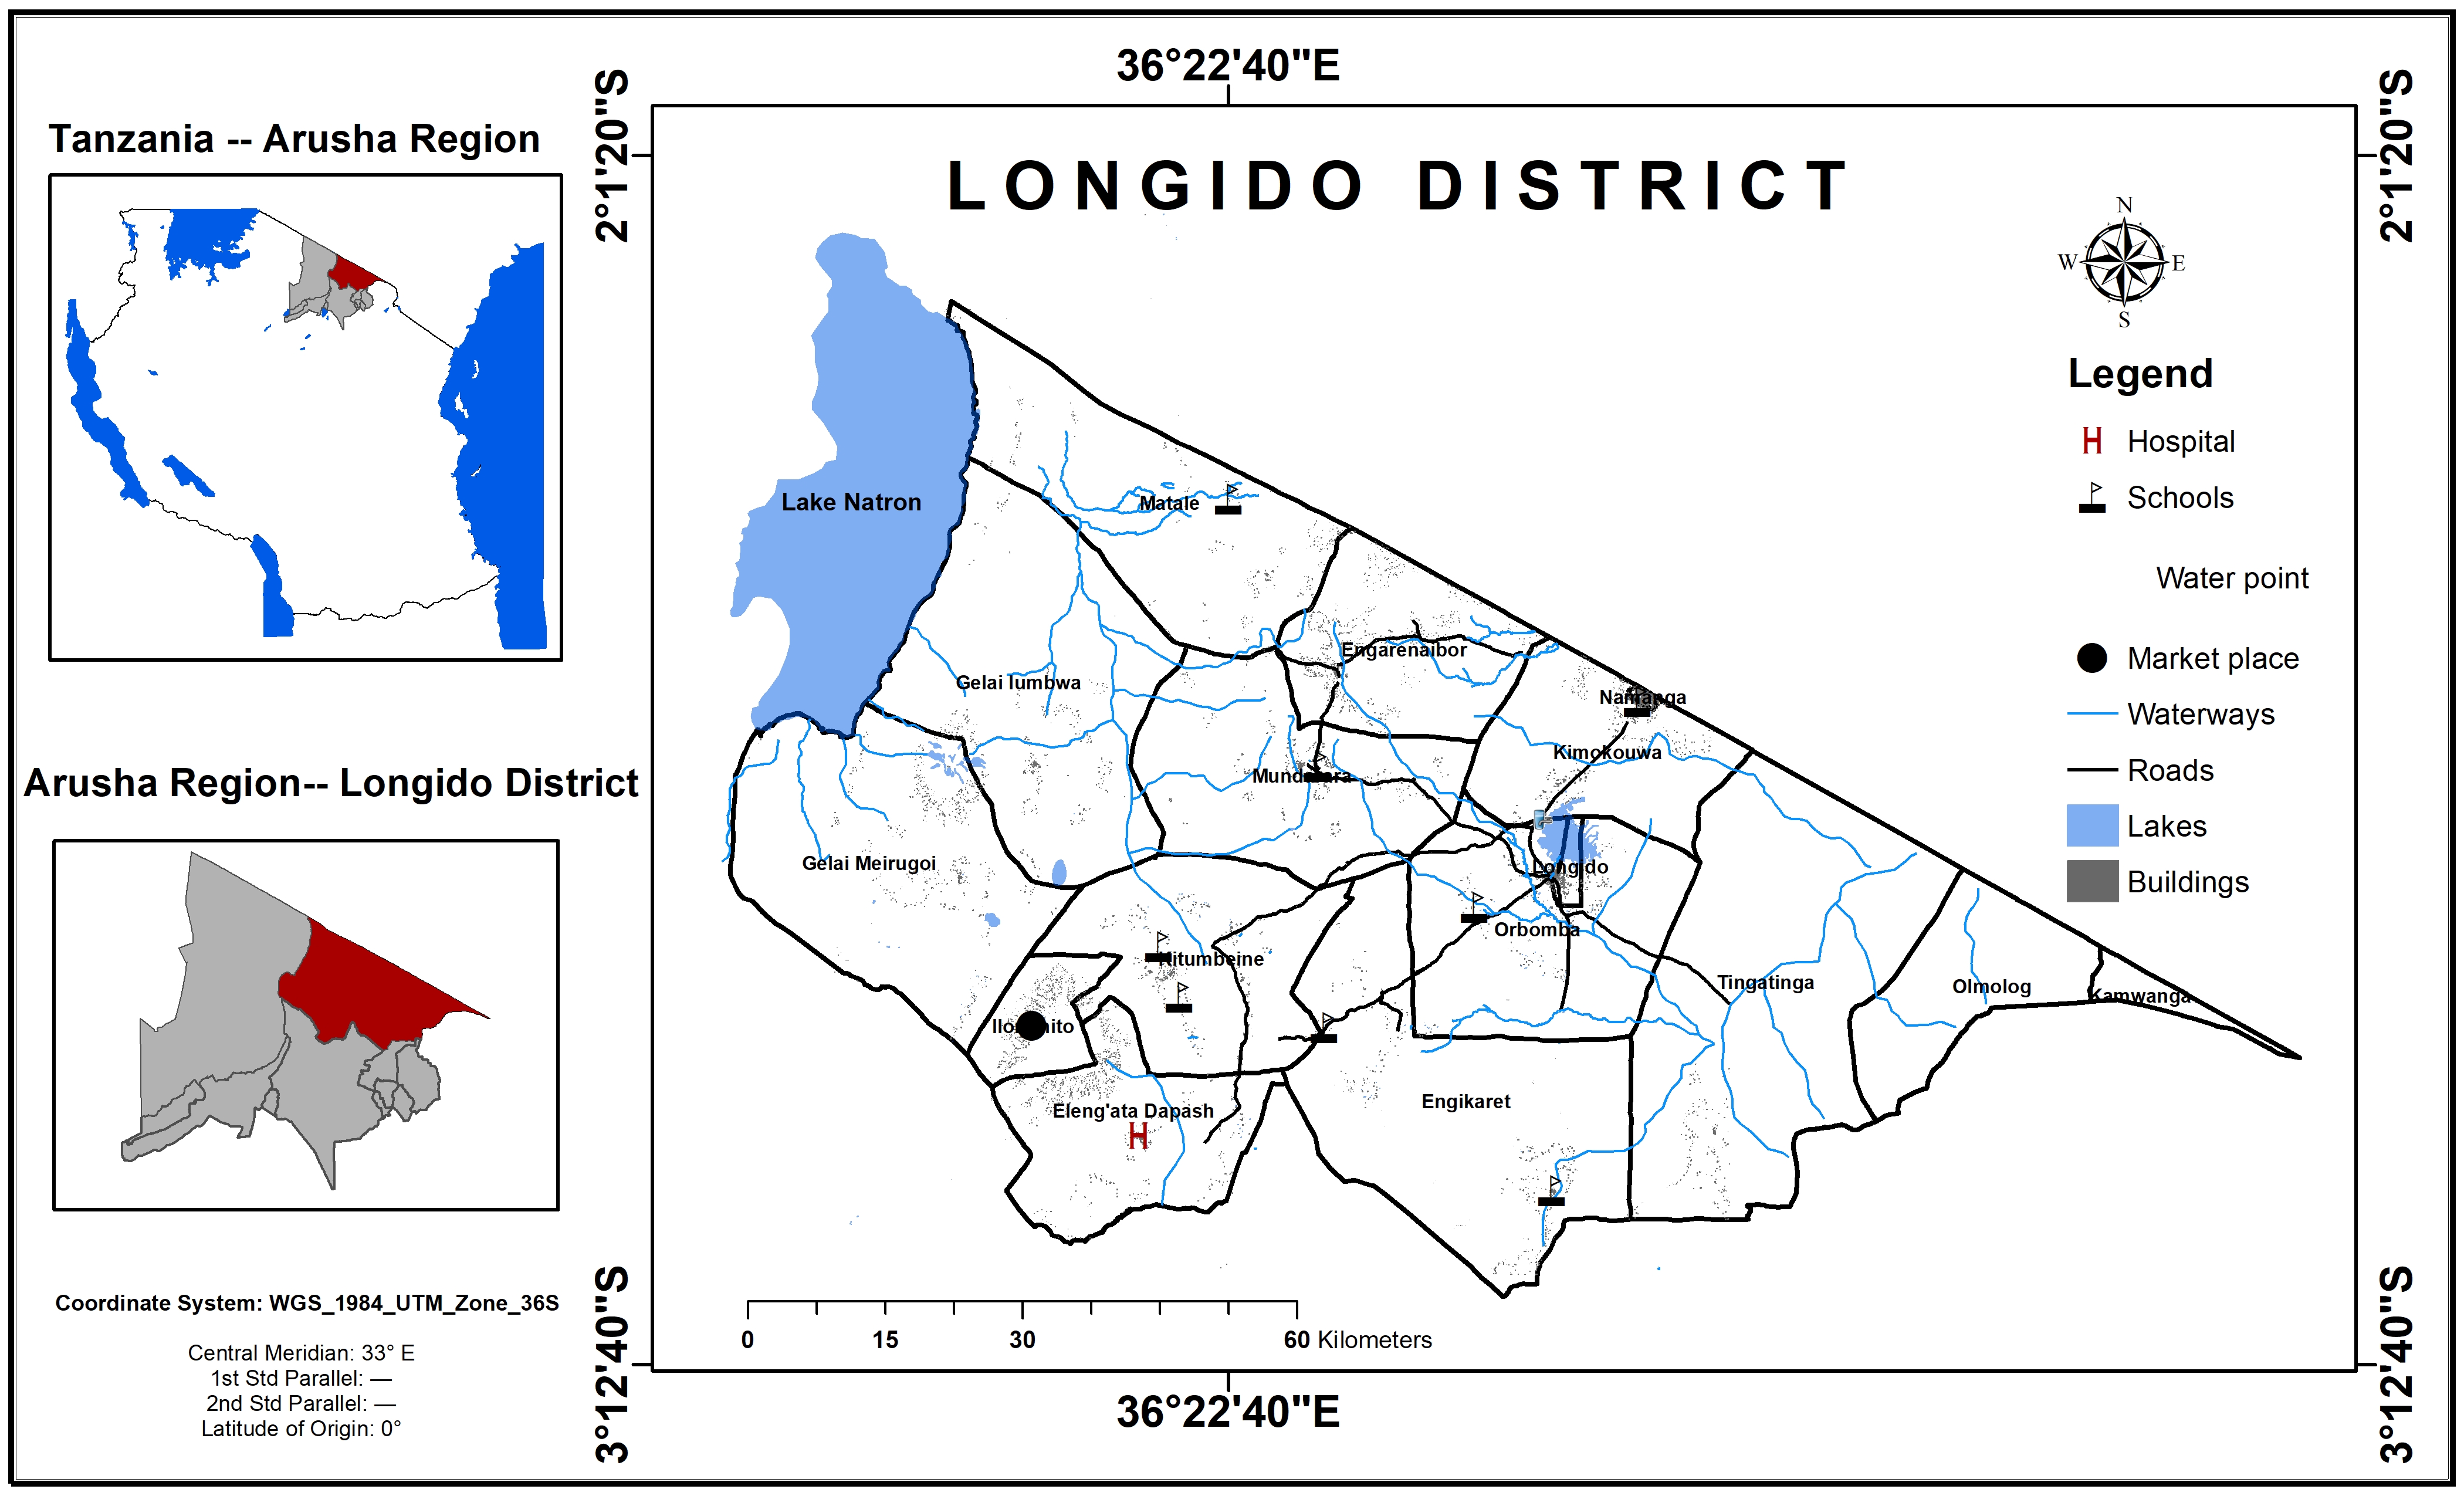 Tanzania -- Arusha Region
Arusha Region-- Longido District
Coordinate System: WGS_1984_UTM_Zone_36S
Central Meridian: 33° E
1st Std Parallel: —
2nd Std Parallel: —
Latitude of Origin: 0°
36°22'40"E
2°1'20"S
2°1'20"S
LONGIDO DISTRICT
N
W
E
S
Legend
Hospital
Schools
Water point
Market place
Waterways
Roads
Lakes
Buildings
Lake Natron
Matale
Engarenaibor
Gelai lumbwa
Namanga
Kimokouwa
Gelai Meirugoi
Longido
Orbomba
Kitumbeine
Tingatinga
Olmolog
Kamwanga
H
Eleng'ata Dapash
Engikaret
0
15
30
60 Kilometers
3°12'40"S
3°12'40"S
36°22'40"E